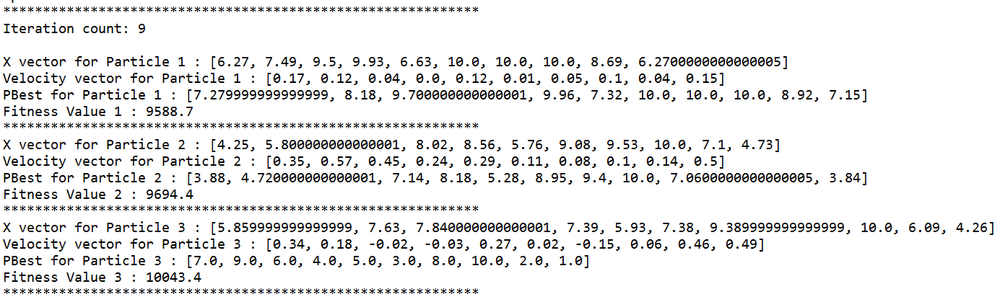 ************************************************************
Iteration count: 9
X vector for Particle 1 : [6.27, 7.49, 9.5, 9.93, 6.63, 10.0, 10.0, 10.0, 8.69, 6.2700000000000005]
Velocity vector for Particle 1 : [0.17, 0.12, 0.04, 0.0, 0.12, 0.01, 0.05, 0.1, 0.04, 0.15]
PBest for Particle 1 : [7.279999999999999, 8.18, 9.700000000000001, 9.96, 7.32, 10.0, 10.0, 10.0, 8.92, 7.15]
Fitness Value 1 : 9588.7
************************************************************
X vector for Particle 2 : [4.25, 5.800000000000001, 8.02, 8.56, 5.76, 9.08, 9.53, 10.0, 7.1, 4.73]
Velocity vector for Particle 2 : [0.35, 0.57, 0.45, 0.24, 0.29, 0.11, 0.08, 0.1, 0.14, 0.5]
PBest for Particle 2 : [3.88, 4.720000000000001, 7.14, 8.18, 5.28, 8.95, 9.4, 10.0, 7.0600000000000005, 3.84]
Fitness Value 2 : 9694.4
************************************************************
X vector for Particle 3 : [5.859999999999999, 7.63, 7.840000000000001, 7.39, 5.93, 7.38, 9.389999999999999, 10.0, 6.09, 4.26]
Velocity vector for Particle 3 : [0.34, 0.18, -0.02, -0.03, 0.27, 0.02, -0.15, 0.06, 0.46, 0.49]
PBest for Particle 3 : [7.0, 9.0, 6.0, 4.0, 5.0, 3.0, 8.0, 10.0, 2.0, 1.0]
Fitness Value 3 : 10043.4
************************************************************